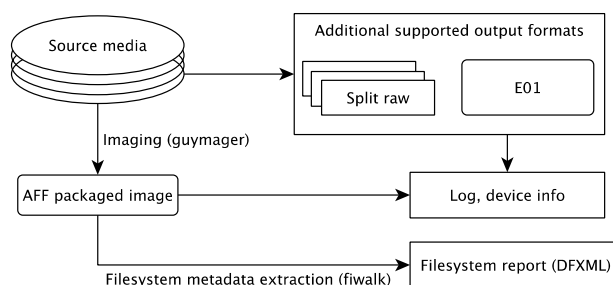 Source media
Additional supported output formats
Split raw
E01
Imaging (guymager)
AFF packaged image
Log, device info
Filesystem report (DFXML)
Filesystem metadata extraction (fiwalk)